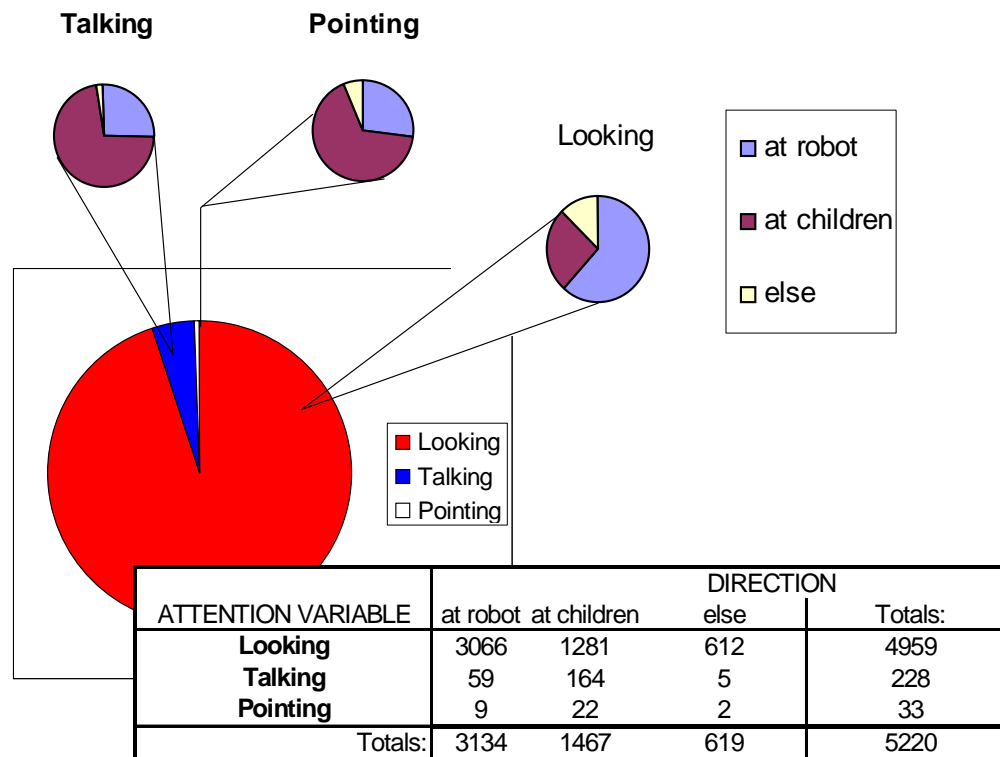 Talking Pointing
Looking
at robot
at children
else
Looking
Talking
Pointing
DIRECTION
ATTENTION VARIABLE at robot at children else Totals:
Looking 3066 1281 612 4959
Talking 59 164 5 228
Pointing 9 22 2 33
Totals: 3134 1467 619 5220